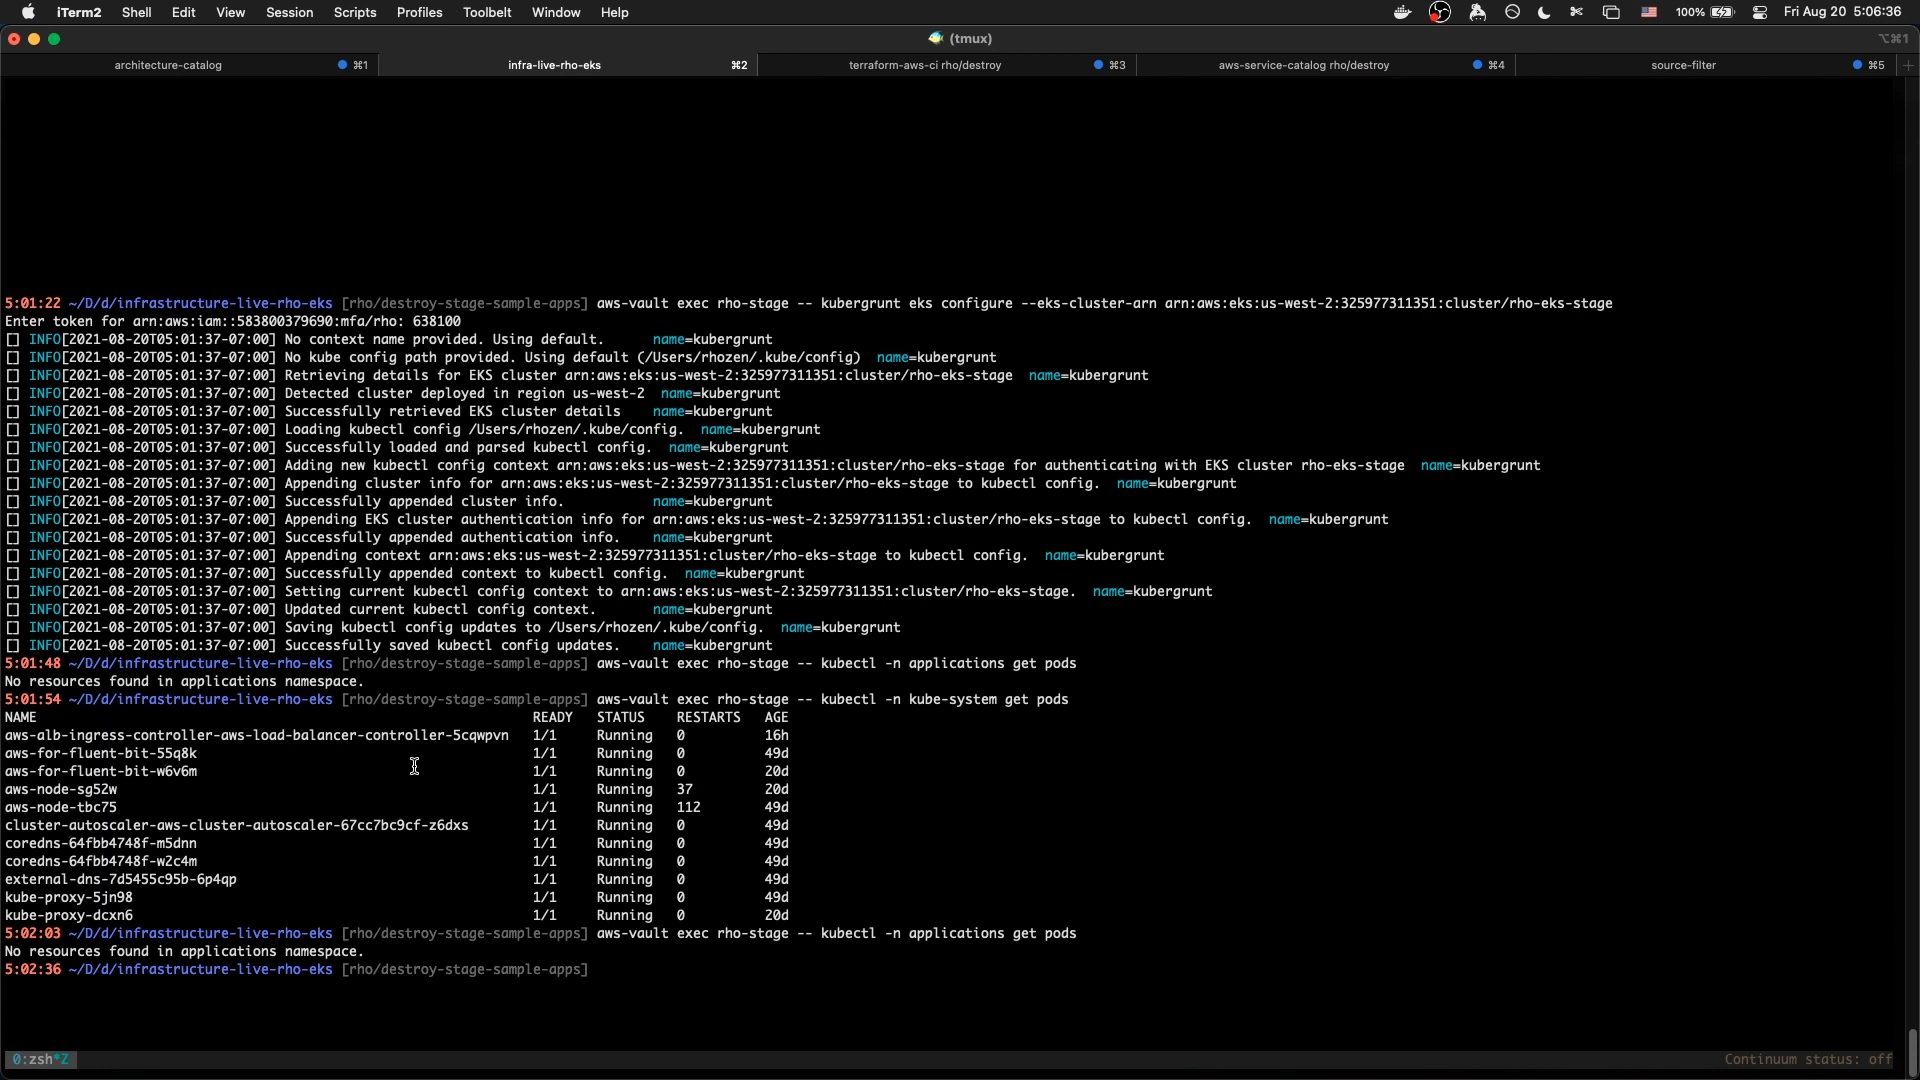 iTerm2 Shell Edit View Session Scripts Profiles Toolbelt Window Help 100% Fri Aug 20 5:06:36
(tmux) ⌥⌘1
architecture-catalog ⌘1 infra-live-rho-eks ⌘2 terraform-aws-ci rho/destroy ⌘3 aws-service-catalog rho/destroy ⌘4 source-filter ⌘5 +
5:01:22 ~/D/d/infrastructure-live-rho-eks [rho/destroy-stage-sample-apps] aws-vault exec rho-stage -- kubergrunt eks configure --eks-cluster-arn arn:aws:eks:us-west-2:325977311351:cluster/rho-eks-stage
Enter token for arn:aws:iam::583800379690:mfa/rho: 638100
[] INFO[2021-08-20T05:01:37-07:00] No context name provided. Using default. name=kubergrunt
[] INFO[2021-08-20T05:01:37-07:00] No kube config path provided. Using default (/Users/rhozen/.kube/config) name=kubergrunt
[] INFO[2021-08-20T05:01:37-07:00] Retrieving details for EKS cluster arn:aws:eks:us-west-2:325977311351:cluster/rho-eks-stage name=kubergrunt
[] INFO[2021-08-20T05:01:37-07:00] Detected cluster deployed in region us-west-2 name=kubergrunt
[] INFO[2021-08-20T05:01:37-07:00] Successfully retrieved EKS cluster details name=kubergrunt
[] INFO[2021-08-20T05:01:37-07:00] Loading kubectl config /Users/rhozen/.kube/config. name=kubergrunt
[] INFO[2021-08-20T05:01:37-07:00] Successfully loaded and parsed kubectl config. name=kubergrunt
[] INFO[2021-08-20T05:01:37-07:00] Adding new kubectl config context arn:aws:eks:us-west-2:325977311351:cluster/rho-eks-stage for authenticating with EKS cluster rho-eks-stage name=kubergrunt
[] INFO[2021-08-20T05:01:37-07:00] Appending cluster info for arn:aws:eks:us-west-2:325977311351:cluster/rho-eks-stage to kubectl config. name=kubergrunt
[] INFO[2021-08-20T05:01:37-07:00] Successfully appended cluster info. name=kubergrunt
[] INFO[2021-08-20T05:01:37-07:00] Appending EKS cluster authentication info for arn:aws:eks:us-west-2:325977311351:cluster/rho-eks-stage to kubectl config. name=kubergrunt
[] INFO[2021-08-20T05:01:37-07:00] Successfully appended authentication info. name=kubergrunt
[] INFO[2021-08-20T05:01:37-07:00] Appending context arn:aws:eks:us-west-2:325977311351:cluster/rho-eks-stage to kubectl config. name=kubergrunt
[] INFO[2021-08-20T05:01:37-07:00] Successfully appended context to kubectl config. name=kubergrunt
[] INFO[2021-08-20T05:01:37-07:00] Setting current kubectl config context to arn:aws:eks:us-west-2:325977311351:cluster/rho-eks-stage. name=kubergrunt
[] INFO[2021-08-20T05:01:37-07:00] Updated current kubectl config context. name=kubergrunt
[] INFO[2021-08-20T05:01:37-07:00] Saving kubectl config updates to /Users/rhozen/.kube/config. name=kubergrunt
[] INFO[2021-08-20T05:01:37-07:00] Successfully saved kubectl config updates. name=kubergrunt
5:01:48 ~/D/d/infrastructure-live-rho-eks [rho/destroy-stage-sample-apps] aws-vault exec rho-stage -- kubectl -n applications get pods
No resources found in applications namespace.
5:01:54 ~/D/d/infrastructure-live-rho-eks [rho/destroy-stage-sample-apps] aws-vault exec rho-stage -- kubectl -n kube-system get pods
NAME READY STATUS RESTARTS AGE
aws-alb-ingress-controller-aws-load-balancer-controller-5cqwpvn 1/1 Running 0 16h
aws-for-fluent-bit-55q8k 1/1 Running 0 49d
aws-for-fluent-bit-w6v6m 1/1 Running 0 20d
aws-node-sg52w 1/1 Running 37 20d
aws-node-tbc75 1/1 Running 112 49d
cluster-autoscaler-aws-cluster-autoscaler-67cc7bc9cf-z6dxs 1/1 Running 0 49d
coredns-64fbb4748f-m5dnn 1/1 Running 0 49d
coredns-64fbb4748f-w2c4m 1/1 Running 0 49d
external-dns-7d5455c95b-6p4qp 1/1 Running 0 49d
kube-proxy-5jn98 1/1 Running 0 49d
kube-proxy-dcxn6 1/1 Running 0 20d
5:02:03 ~/D/d/infrastructure-live-rho-eks [rho/destroy-stage-sample-apps] aws-vault exec rho-stage -- kubectl -n applications get pods
No resources found in applications namespace.
5:02:36 ~/D/d/infrastructure-live-rho-eks [rho/destroy-stage-sample-apps]
0:zsh*Z Continuum status: off